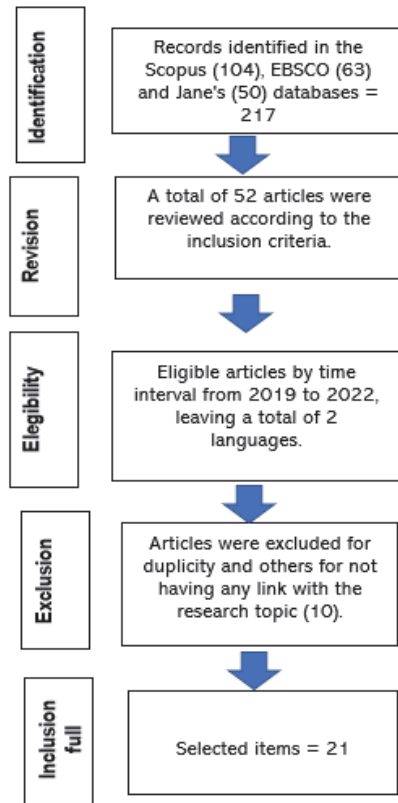 Identification
Records identified in the
Scopus (104), EBSCO (63)
and Jane's (50) databases =
217
Revision
A total of 52 articles were
reviewed according to the
inclusion criteria.
Elegibility
Eligible articles by time
interval from 2019 to 2022,
leaving a total of 2
languages.
Exclusion
Articles were excluded for
duplicity and others for not
having any link with the
research topic (10).
Inclusion
full
Selected items = 21